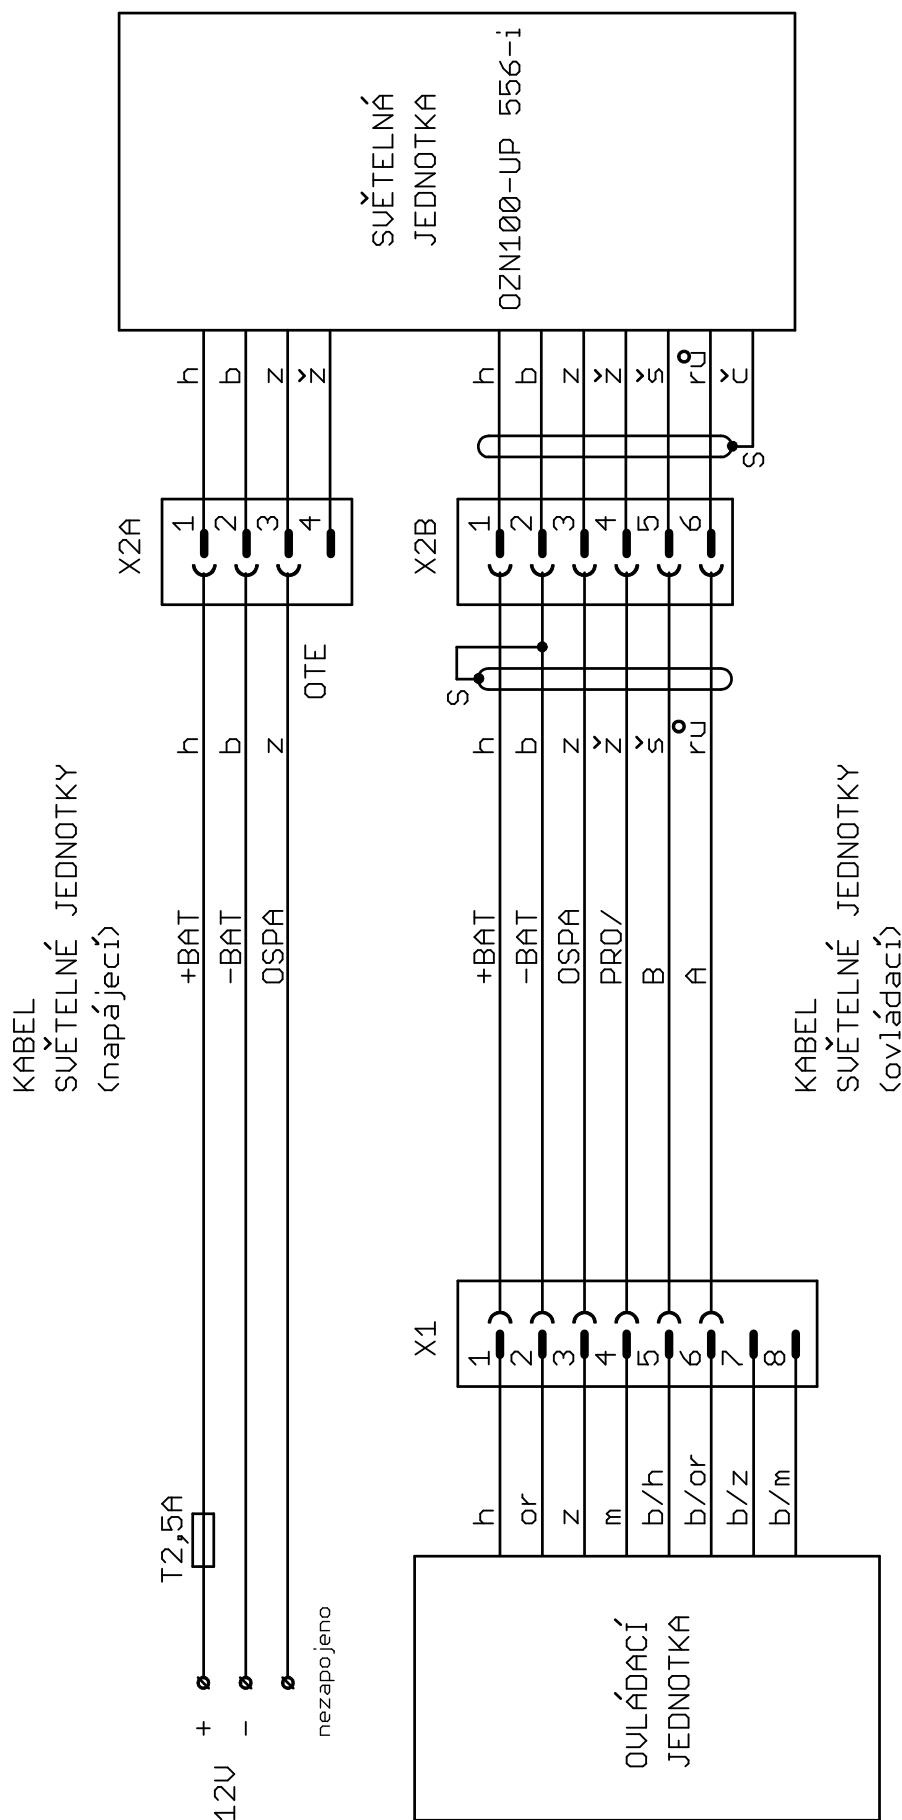 KABEL
SVĚTELNÉ JEDNOTKY
(napájecí)
12V
+
-
nezapojeno
T2,5A
+BAT
-BAT
OSPA
h
b
z
OTE
X2A
1
2
3
4
h
b
z
ž
SVĚTELNÁ
JEDNOTKA
OZN100-UP 556-i
OVLÁDACÍ
JEDNOTKA
h
or
z
m
b/h
b/or
b/z
b/m
X1
1
2
3
4
5
6
7
8
+BAT
-BAT
OSPA
PRO/
B
A
h
b
z
ž
š
rů
S
X2B
1
2
3
4
5
6
S
h
b
z
ž
š
rů
č
KABEL
SVĚTELNÉ JEDNOTKY
(ovládací)